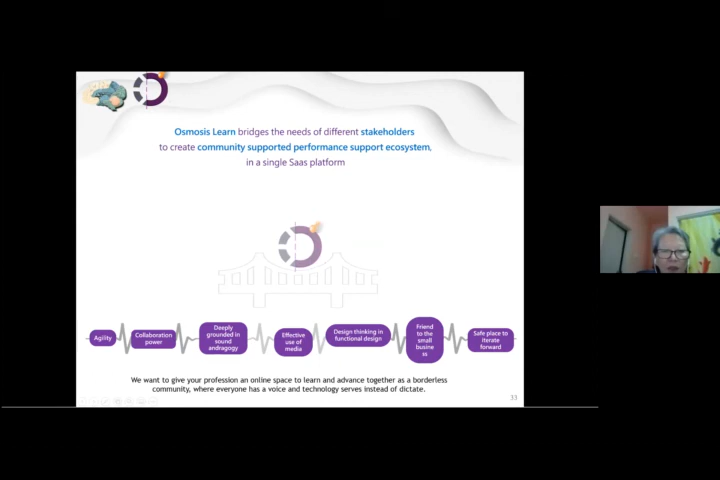 Osmosis Learn bridges the needs of different stakeholders
to create community supported performance support ecosystem,
in a single Saas platform
Agility
Collaboration
power
Deeply
grounded in
sound
andragogy
Effective
use of
media
Design thinking in
functional design
Friend
to the
small
busine
ss
Safe place to
iterate
forward
We want to give your profession an online space to learn and advance together as a borderless
community, where everyone has a voice and technology serves instead of dictate.
33